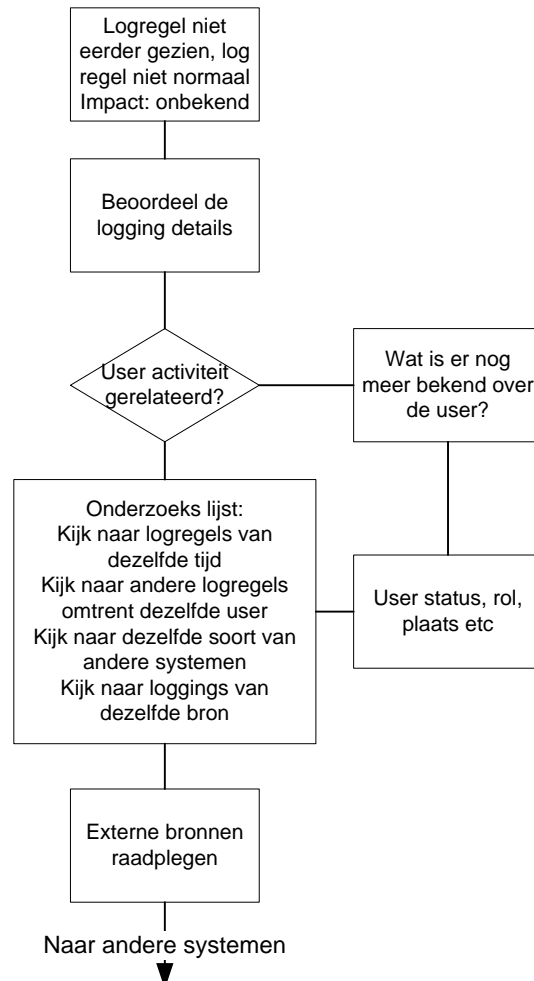 Logregel niet
eerder gezien, log
regel niet normaal
Impact: onbekend
Beoordeel de
logging details
User activiteit
gerelateerd?
Wat is er nog
meer bekend over
de user?
Onderzoeks lijst:
Kijk naar logregels van
dezelfde tijd
Kijk naar andere logregels
omtrent dezelfde user
Kijk naar dezelfde soort van
andere systemen
Kijk naar loggings van
dezelfde bron
User status, rol,
plaats etc
Externe bronnen
raadplegen
Naar andere systemen